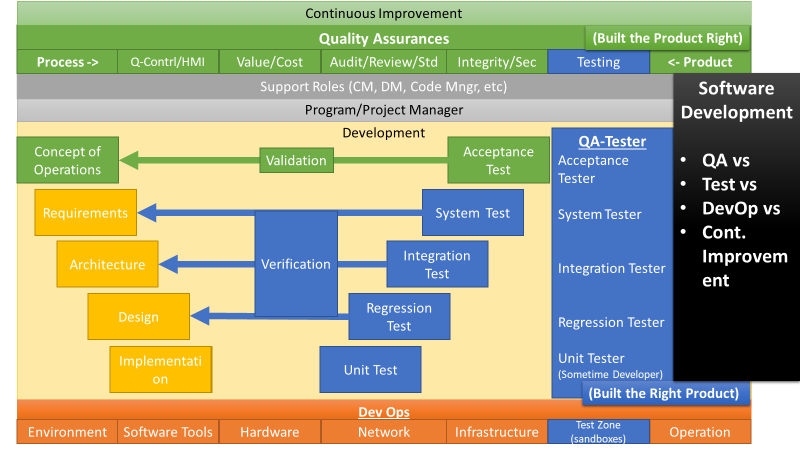 Continuous Improvement
Quality Assurances
(Built the Product Right)
Process ->
Q-Contrl/HMI
Value/Cost
Audit/Review/Std
Integrity/Sec
Testing
<- Product
Support Roles (CM, DM, Code Mngr, etc)
Program/Project Manager
Software
Development
• QA vs
• Test vs
• DevOp vs
• Cont.
Improvem
ent
Development
Concept of
Operations
Validation
Acceptance
Test
Requirements
System Test
Architecture
Verification
Integration
Test
Design
Regression
Test
Implementati
on
Unit Test
QA-Tester
Acceptance
Tester
System Tester
Integration Tester
Regression Tester
Unit Tester
(Sometime Developer)
(Built the Right Product)
Dev Ops
Environment
Software Tools
Hardware
Network
Infrastructure
Test Zone
(sandboxes)
Operation